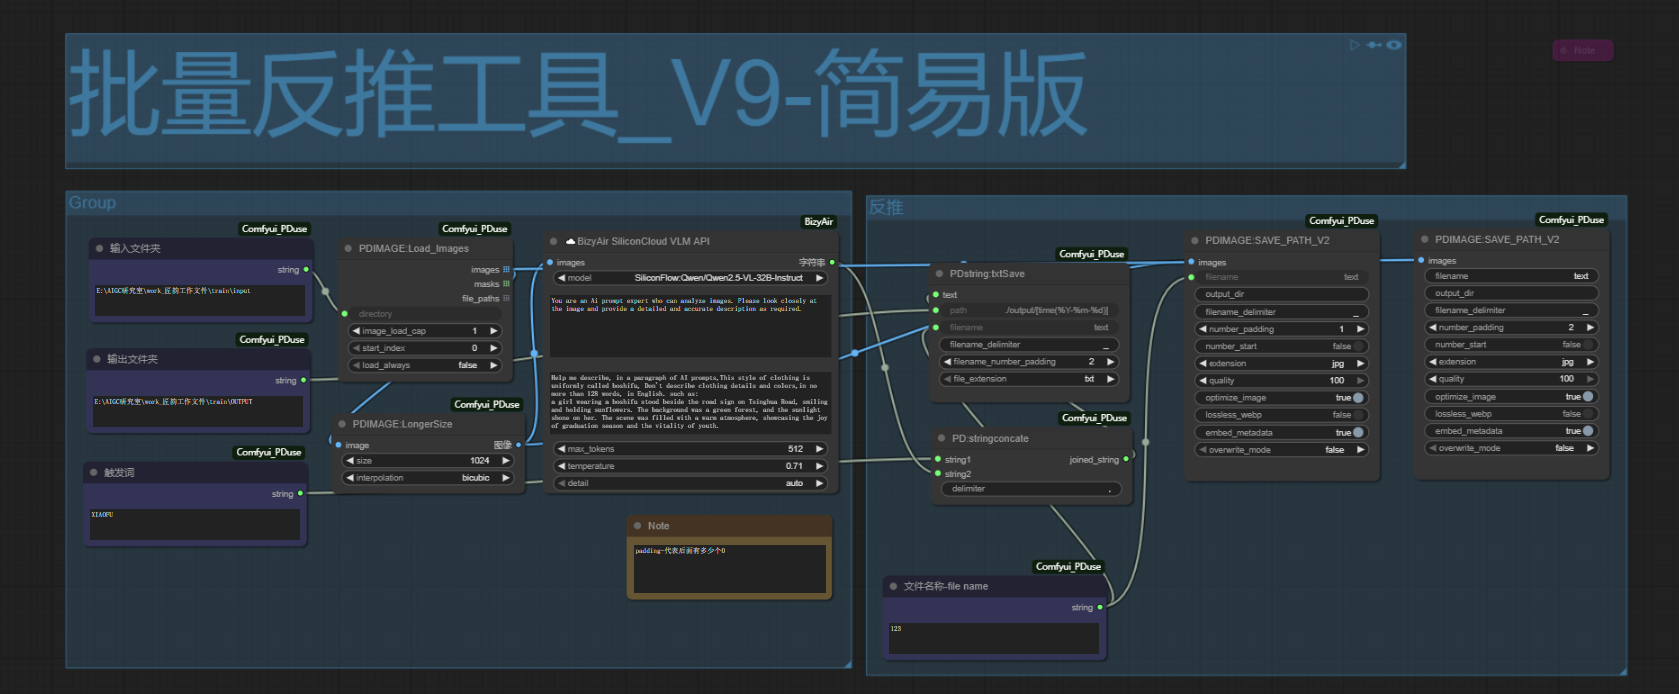 批量反推工具_V9-简易版
Note
Group
Comfyui_PDuse
输入文件夹
string
E:\AIGC研究室\work_匠韵工作文件\train\input
Comfyui_PDuse
输出文件夹
string
E:\AIGC研究室\work_匠韵工作文件\train\OUTPUT
Comfyui_PDuse
触发词
string
XIAOFU
Comfyui_PDuse
PDIMAGE:Load_Images
images
masks
file_paths
directory
image_load_cap 1
start_index 0
load_always false
Comfyui_PDuse
PDIMAGE:LongerSize
image 图像
size 1024
interpolation bicubic
BizyAir
BizyAir SiliconCloud VLM API
images 字符串
model SiliconFlow:Qwen/Qwen2.5-VL-32B-Instruct
You are an Ai prompt expert who can analyze images. Please look closely at
the image and provide a detailed and accurate description as required.
Help me describe, in a paragraph of AI prompts,This style of clothing is
uniformly called boshifu, Don't describe clothing details and colors,in no
more than 128 words, in English. such as:
a girl wearing a boshifu stood beside the road sign on Tsinghua Road, smiling
and holding sunflowers. The background was a green forest, and the sunlight
shone on her. The scene was filled with a warm atmosphere, showcasing the joy
of graduation season and the vitality of youth.
max_tokens 512
temperature 0.71
detail auto
Note
padding-代表后面有多少个0
反推
Comfyui_PDuse
PDstring:txtSave
text
path ./output/[time(%Y-%m-%d)]
filename text
filename_delimiter _
filename_number_padding 2
file_extension txt
Comfyui_PDuse
PD:stringconcate
string1 joined_string
string2
delimiter ,
Comfyui_PDuse
文件名称-file name
string
123
Comfyui_PDuse
PDIMAGE:SAVE_PATH_V2
images
filename text
output_dir
filename_delimiter _
number_padding 1
number_start false
extension jpg
quality 100
optimize_image true
lossless_webp false
embed_metadata true
overwrite_mode false
Comfyui_PDuse
PDIMAGE:SAVE_PATH_V2
images
filename text
output_dir
filename_delimiter _
number_padding 2
number_start false
extension jpg
quality 100
optimize_image true
lossless_webp false
embed_metadata true
overwrite_mode false